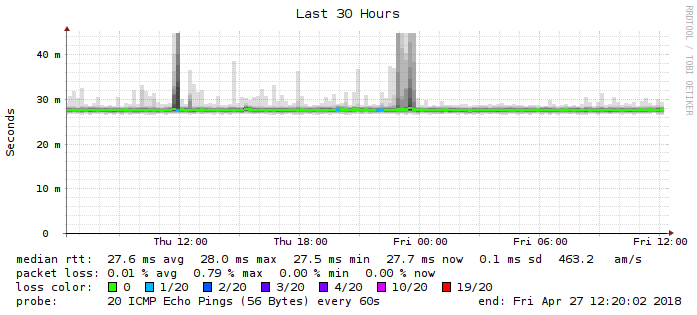 Last 30 Hours
RRDTOOL / TOBI OETIKER
Seconds
40 m
30 m
20 m
10 m
0
Thu 12:00 Thu 18:00 Fri 00:00 Fri 06:00 Fri 12:00
median rtt: 27.6 ms avg 28.0 ms max 27.5 ms min 27.7 ms now 0.1 ms sd 463.2 am/s
packet loss: 0.01 % avg 0.79 % max 0.00 % min 0.00 % now
loss color: 0 1/20 2/20 3/20 4/20 10/20 19/20
probe: 20 ICMP Echo Pings (56 Bytes) every 60s end: Fri Apr 27 12:20:02 2018